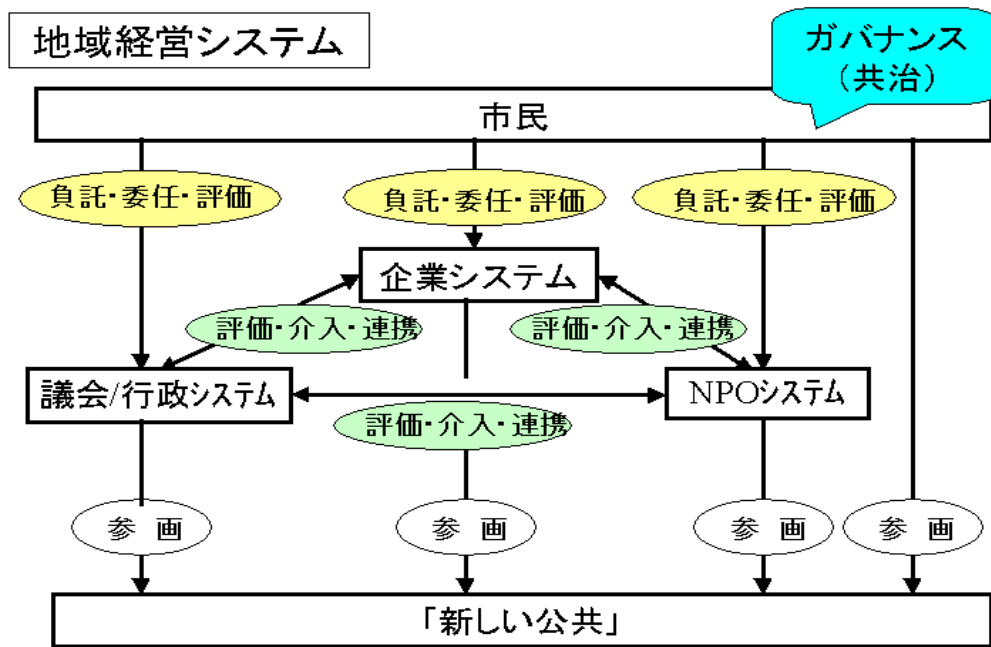 地域経営システム
ガバナンス
（共治）
市民
負託・委任・評価
負託・委任・評価
負託・委任・評価
企業システム
評価・介入・連携
評価・介入・連携
議会/行政システム
NPOシステム
評価・介入・連携
参　画
参　画
参　画
参　画
「新しい公共」